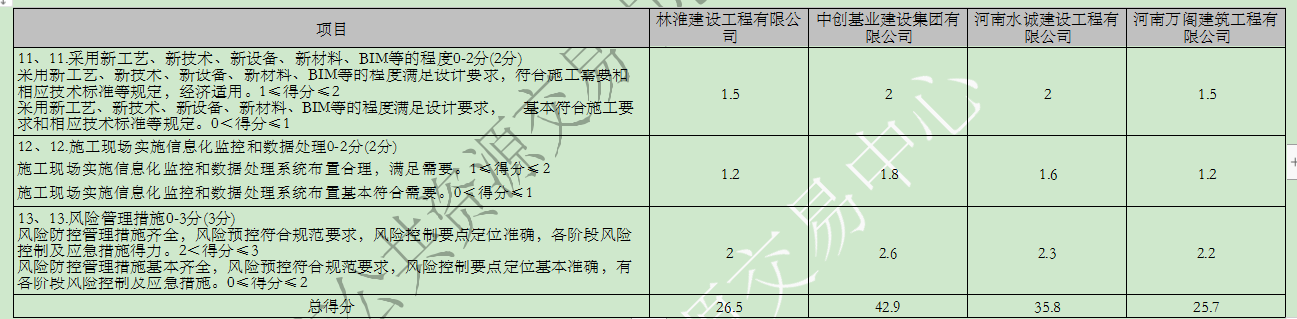 项目
林淮建设工程有限公
司
中创基业建设集团有
限公司
河南水诚建设工程有
限公司
河南万阁建筑工程有
限公司
11、11.采用新工艺、新技术、新设备、新材料、BIM等的程度0-2分(2分)
采用新工艺、新技术、新设备、新材料、BIM等的程度满足设计要求，符合施工需要和
相应技术标准等规定，经济适用。1≤得分≤2
采用新工艺、新技术、新设备、新材料、BIM等的程度满足设计要求， 基本符合施工要
求和相应技术标准等规定。0＜得分≤1
1.5
2
2
1.5
12、12.施工现场实施信息化监控和数据处理0-2分(2分)
施工现场实施信息化监控和数据处理系统布置合理，满足需要。1≤得分≤2
施工现场实施信息化监控和数据处理系统布置基本符合需要。0＜得分≤1
1.2
1.8
1.6
1.2
13、13.风险管理措施0-3分(3分)
风险防控管理措施齐全，风险预控符合规范要求，风险控制要点定位准确，各阶段风险
控制及应急措施得力。2＜得分≤3
风险防控管理措施基本齐全，风险预控符合规范要求，风险控制要点定位基本准确，有
各阶段风险控制及应急措施。0≤得分≤2
2
2.6
2.3
2.2
总得分
26.5
42.9
35.8
25.7
公共资源交易
源交易中心